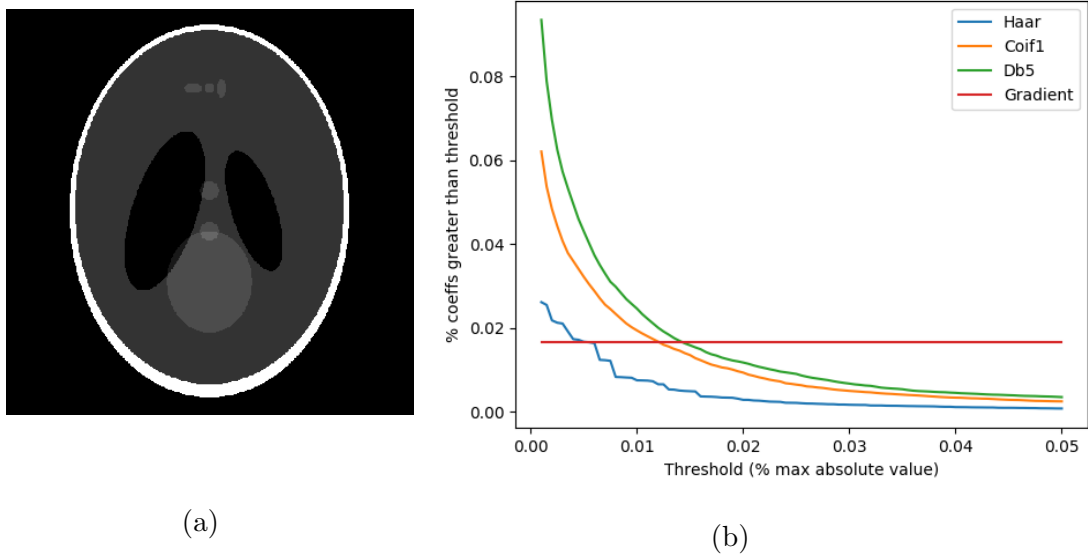 Haar
Coif1
Db5
Gradient
% coeffs greater than threshold
0.08
0.06
0.04
0.02
0.00
0.00 0.01 0.02 0.03 0.04 0.05
Threshold (% max absolute value)
(a)
(b)